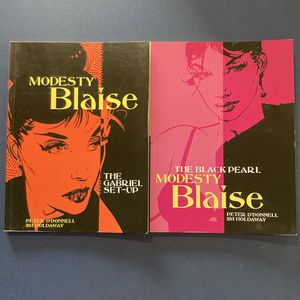 MODESTY
Blaise
THE
GABRIEL
SET-UP
PETER O'DONNELL
JIM HOLDAWAY
THE BLACK PEARL
MODESTY
Blaise
PETER O'DONNELL
JIM HOLDAWAY